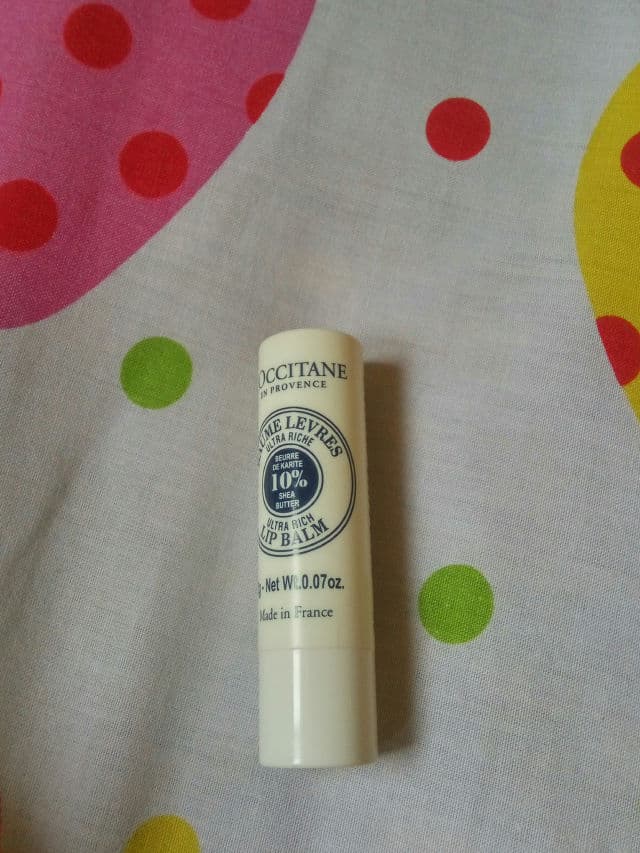 OCCITANE
EN PROVENCE
BAUME LEVRES
ULTRA RICHE
BEURRE
DE KARITE
10%
SHEA
BUTTER
ULTRA RICH
LIP BALM
Net Wt.0.07oz.
Made in France